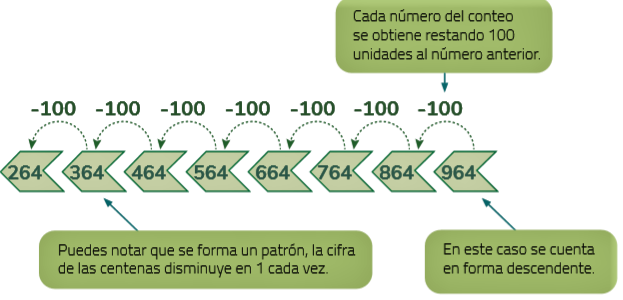 Cada número del conteo
se obtiene restando 100
unidades al número anterior.
-100 -100 -100 -100 -100 -100 -100
264 364 464 564 664 764 864 964
Puedes notar que se forma un patrón, la cifra
de las centenas disminuye en 1 cada vez.
En este caso se cuenta
en forma descendente.